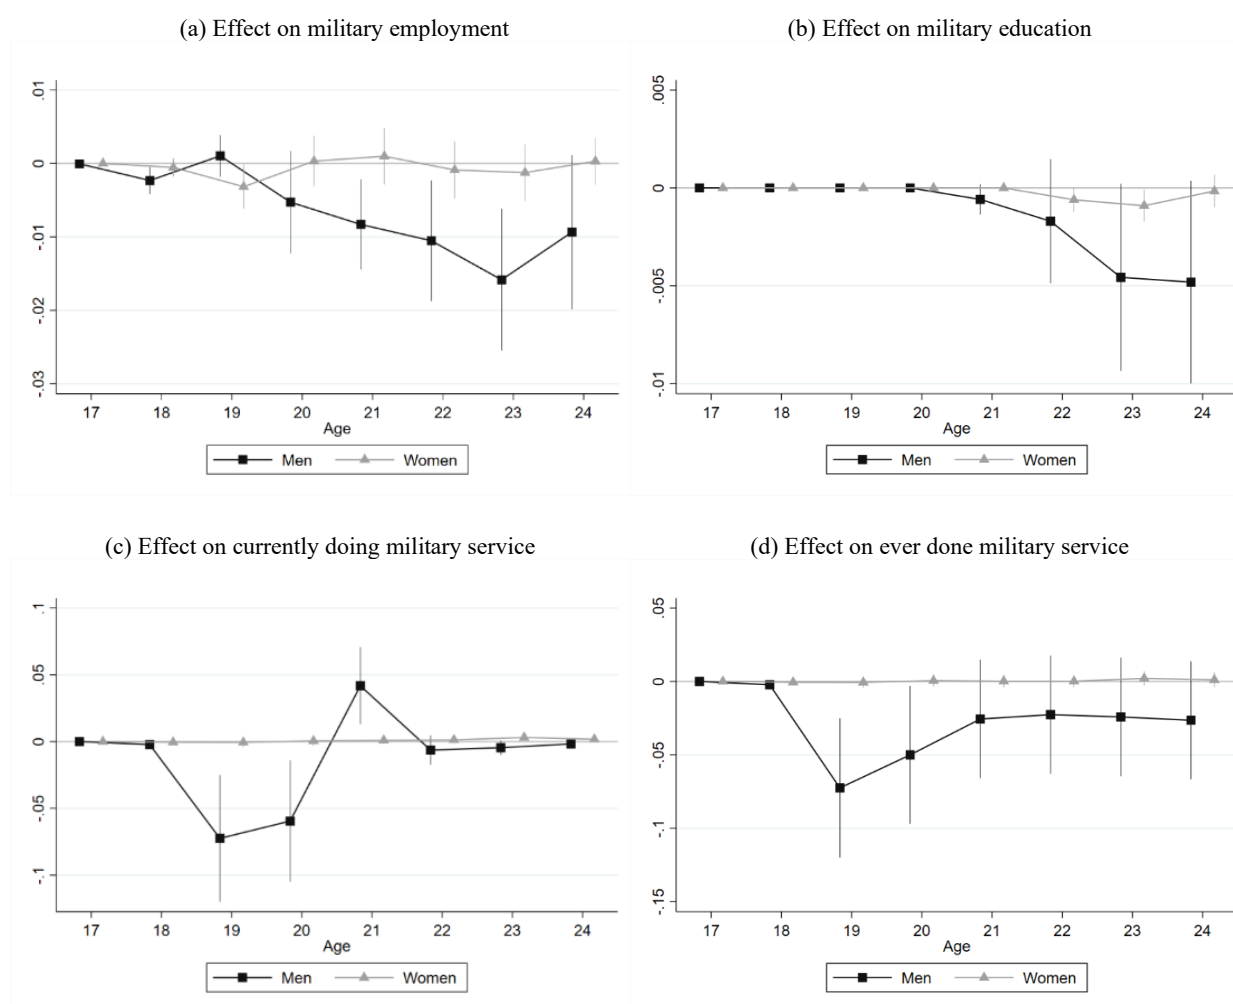 (a) Effect on military employment
.01
0
-.01
-.02
-.03
17 18 19 20 21 22 23 24
Age
Men Women
(b) Effect on military education
.005
0
-.005
-.01
17 18 19 20 21 22 23 24
Age
Men Women
(c) Effect on currently doing military service
.1
.05
0
-.05
-.1
17 18 19 20 21 22 23 24
Age
Men Women
(d) Effect on ever done military service
.05
0
-.05
-.1
-.15
17 18 19 20 21 22 23 24
Age
Men Women